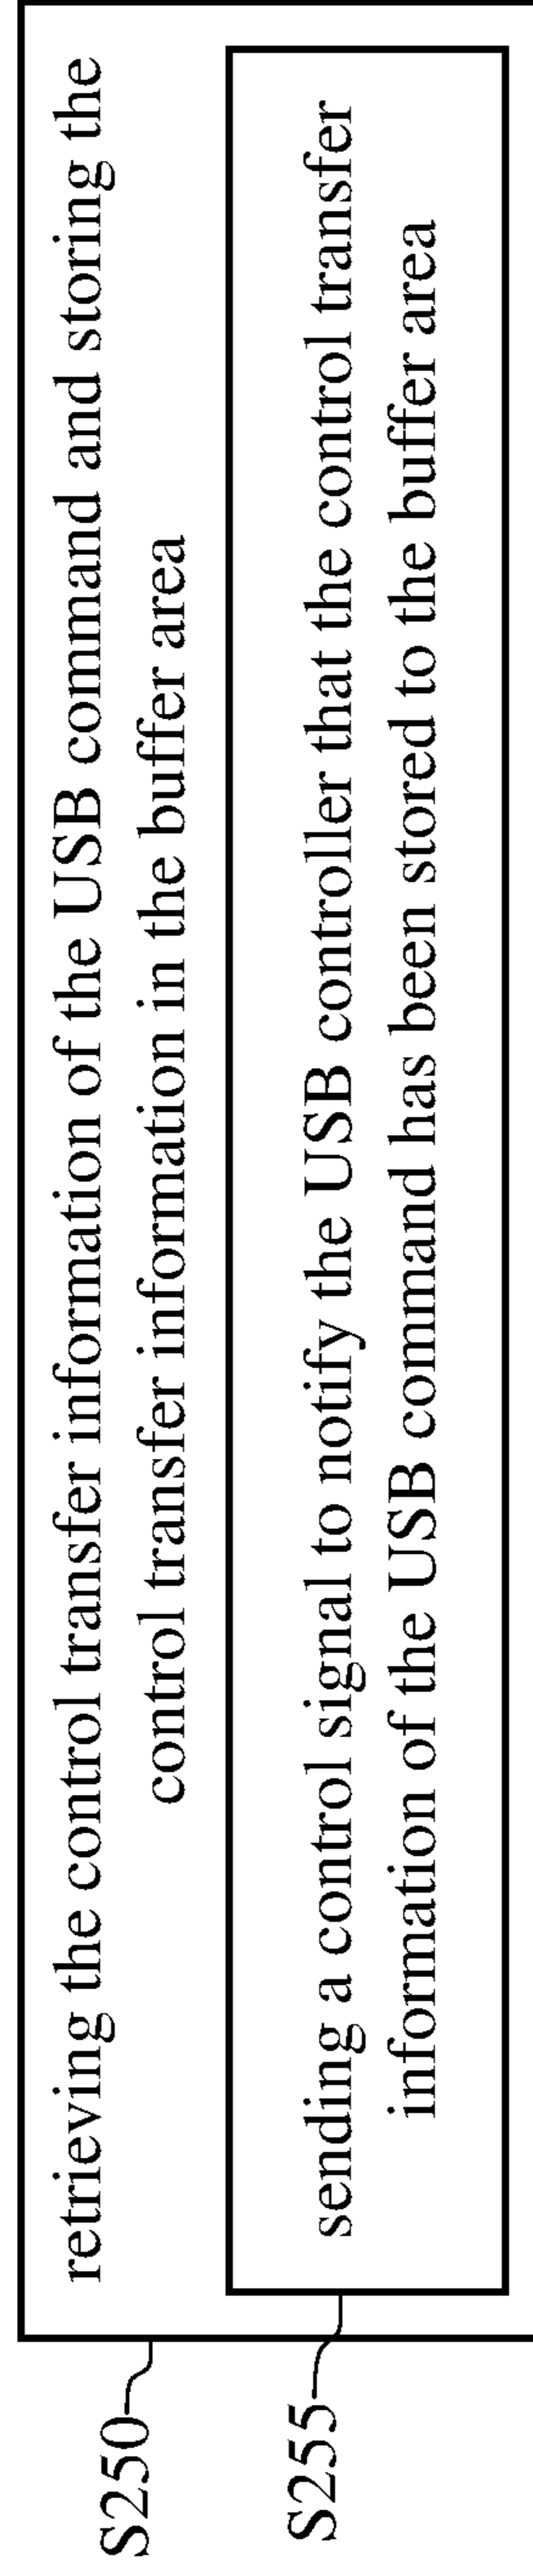 S250
retrieving the control transfer information of the USB command and storing the
control transfer information in the buffer area
S255
sending a control signal to notify the USB controller that the control transfer
information of the USB command has been stored to the buffer area